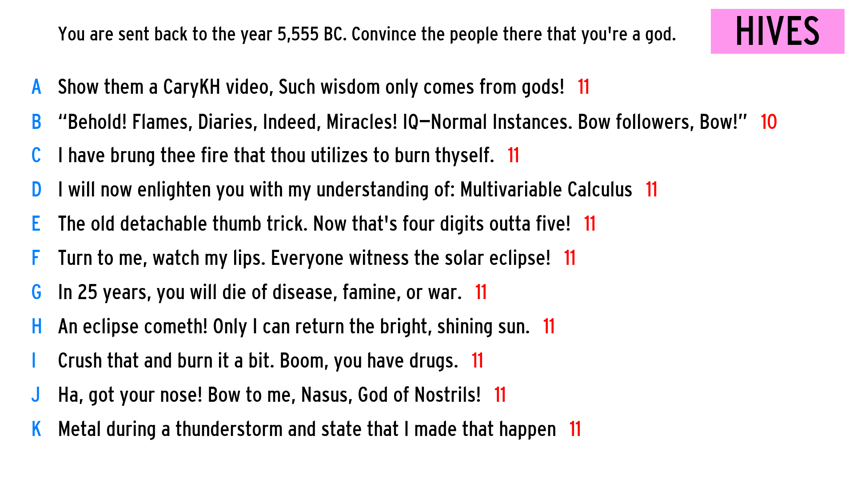 You are sent back to the year 5,555 BC. Convince the people there that you're a god.
HIVES
A Show them a CaryKH video, Such wisdom only comes from gods! 11
B “Behold! Flames, Diaries, Indeed, Miracles! IQ–Normal Instances. Bow followers, Bow!” 10
C I have brung thee fire that thou utilizes to burn thyself. 11
D I will now enlighten you with my understanding of: Multivariable Calculus 11
E The old detachable thumb trick. Now that's four digits outta five! 11
F Turn to me, watch my lips. Everyone witness the solar eclipse! 11
G In 25 years, you will die of disease, famine, or war. 11
H An eclipse cometh! Only I can return the bright, shining sun. 11
I Crush that and burn it a bit. Boom, you have drugs. 11
J Ha, got your nose! Bow to me, Nasus, God of Nostrils! 11
K Metal during a thunderstorm and state that I made that happen 11